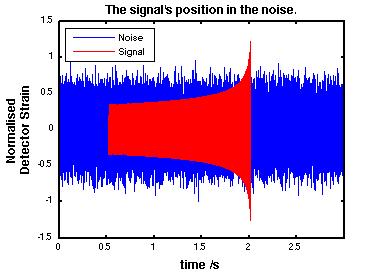 The signal's position in the noise.
Noise
Signal
Normalised
Detector Strain
1.5
1
0.5
0
-0.5
-1
-1.5
0 0.5 1 1.5 2 2.5
time /s